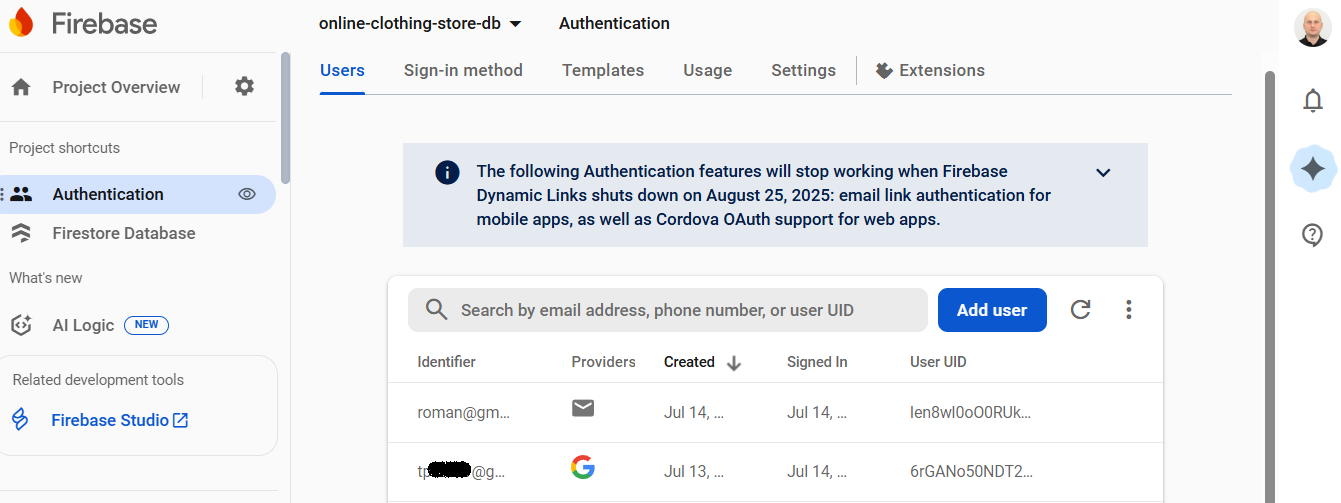 Firebase
online-clothing-store-db
Authentication
Users
Sign-in method
Templates
Usage
Settings
Extensions
Project Overview
Project shortcuts
Authentication
Firestore Database
What's new
AI Logic NEW
Related development tools
Firebase Studio
The following Authentication features will stop working when Firebase
Dynamic Links shuts down on August 25, 2025: email link authentication for
mobile apps, as well as Cordova OAuth support for web apps.
Search by email address, phone number, or user UID
Add user
Identifier Providers Created Signed In User UID
roman@gm... Jul 14, ... Jul 14, ... 
@g... Jul 13, ... Jul 14, ... 6rGANo50NDT2...